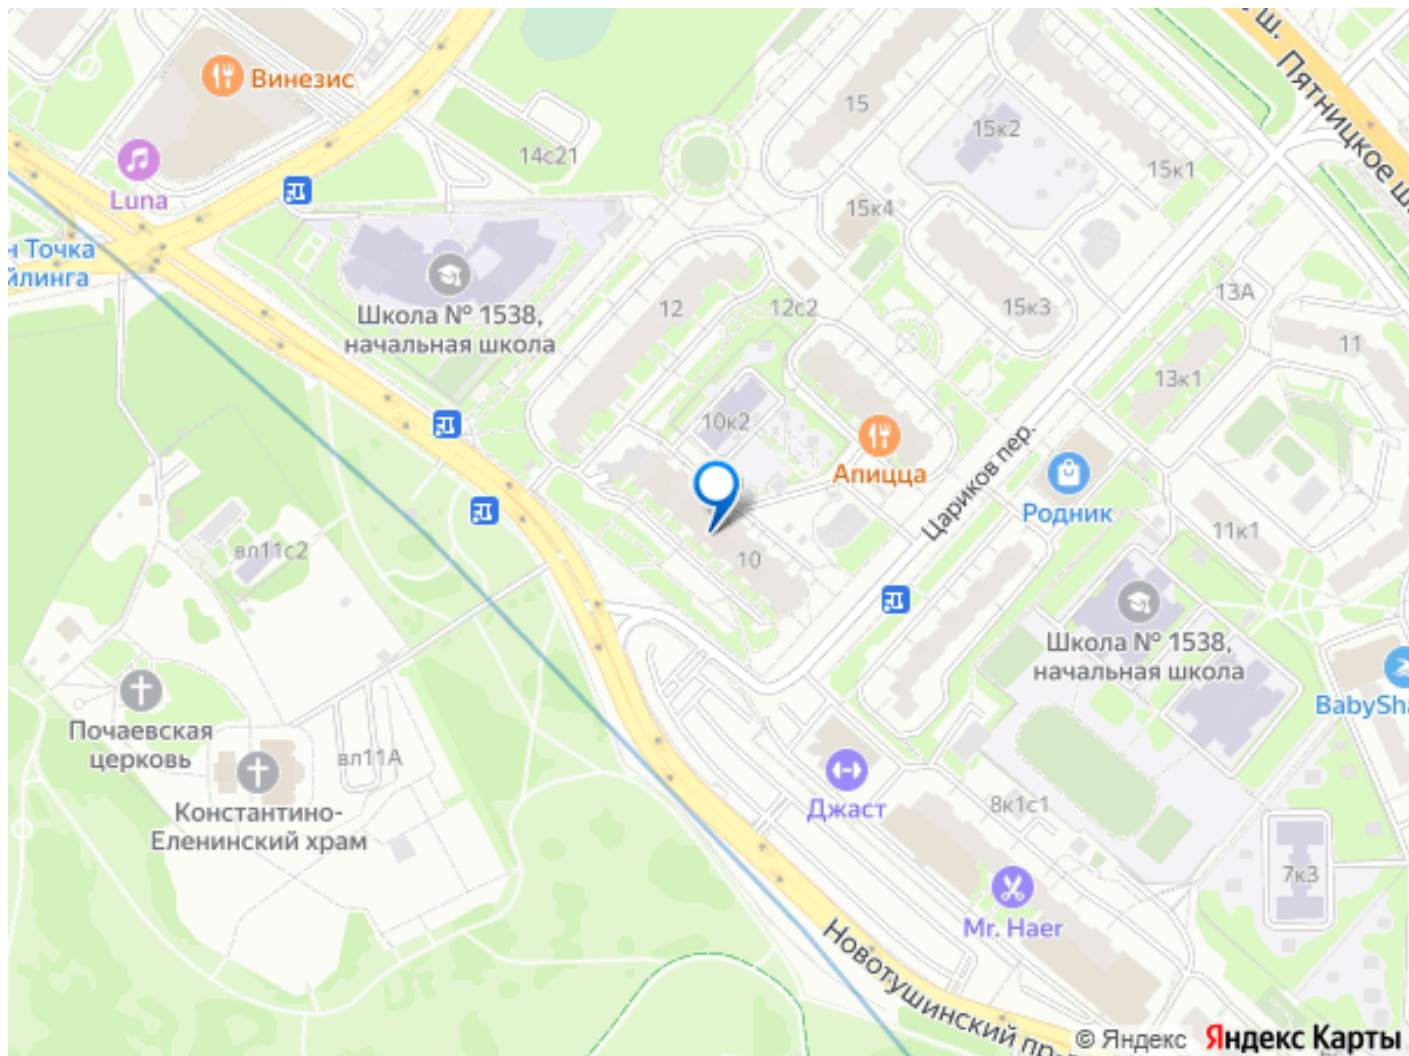 ш.
Пятницкое ш.
Винезис
15
15к2
14с21
15к1
Luna
15к4
н Точка
йлинга
12
12с2
15к3
13А
Школа № 1538,
начальная школа
11
13к1
10к2
Апицца
Цариков пер.
Родник
11к1
вл11с2
10
Школа № 1538,
начальная школа
BabySha
Почаевская
церковь
вл11А
Константино-
Еленинский храм
Джаст
8к1с1
7к3
Mr. Haer
Новотушинский про
© Яндекс Яндекс Карты